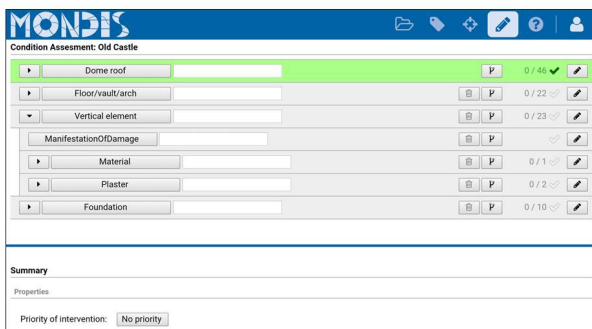 MONDIS
Condition Assesment: Old Castle
Dome roof 0 / 46
Floor/vault/arch 0 / 22
Vertical element 0 / 23
ManifestationOfDamage
Material 0 / 1
Plaster 0 / 2
Foundation 0 / 10
Summary
Properties
Priority of intervention: No priority